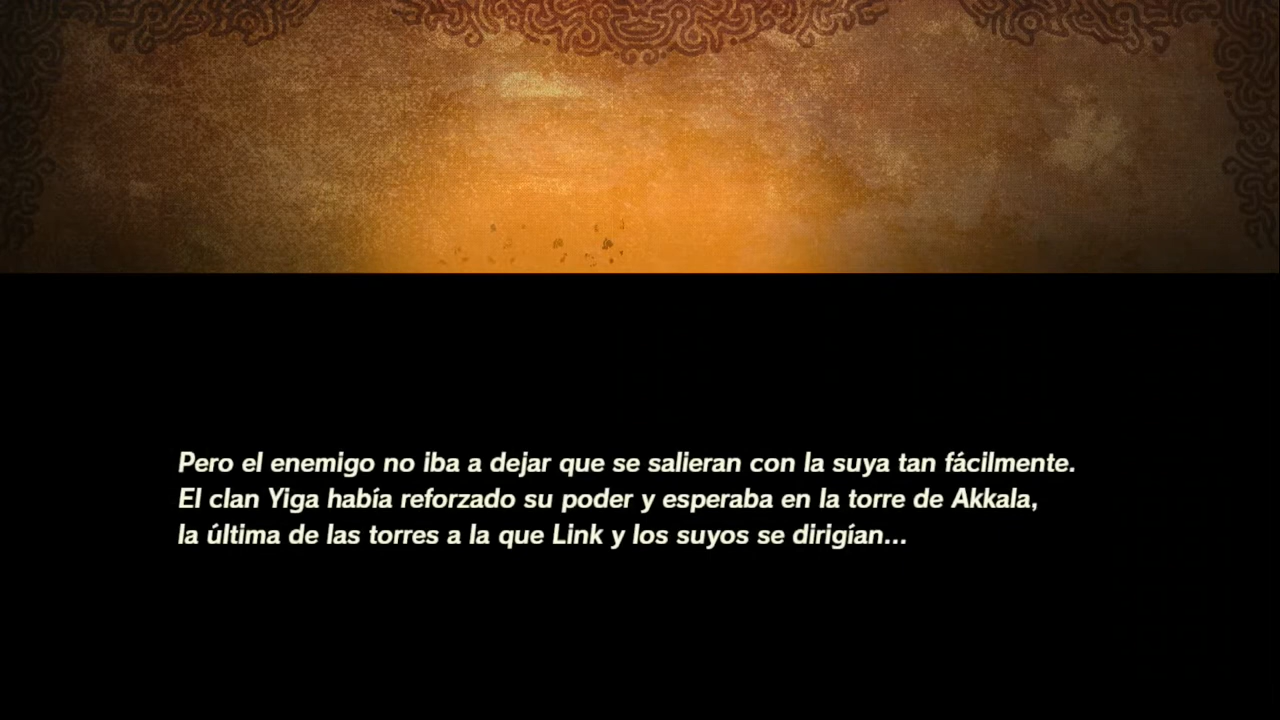 Pero el enemigo no iba a dejar que se salieran con la suya tan fácilmente.
El clan Yiga había reforzado su poder y esperaba en la torre de Akkala,
la última de las torres a la que Link y los suyos se dirigían...